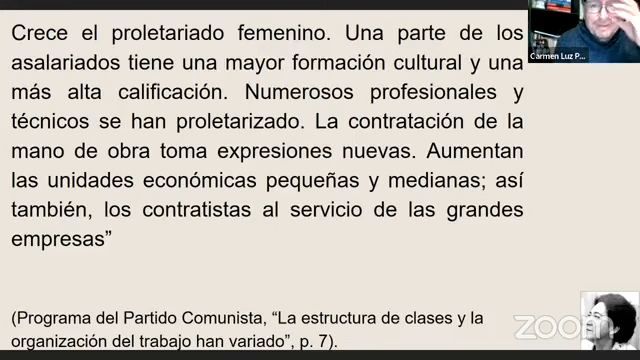 Crece el proletariado femenino. Una parte de los
asalariados tiene una mayor formación cultural y una
más alta calificación. Numerosos profesionales y
técnicos se han proletarizado. La contratación de la
mano de obra toma expresiones nuevas. Aumentan
las unidades económicas pequeñas y medianas; así
también, los contratistas al servicio de las grandes
empresas”
(Programa del Partido Comunista, “La estructura de clases y la
organización del trabajo han variado”, p. 7).
Carmen Luz P...
zoom